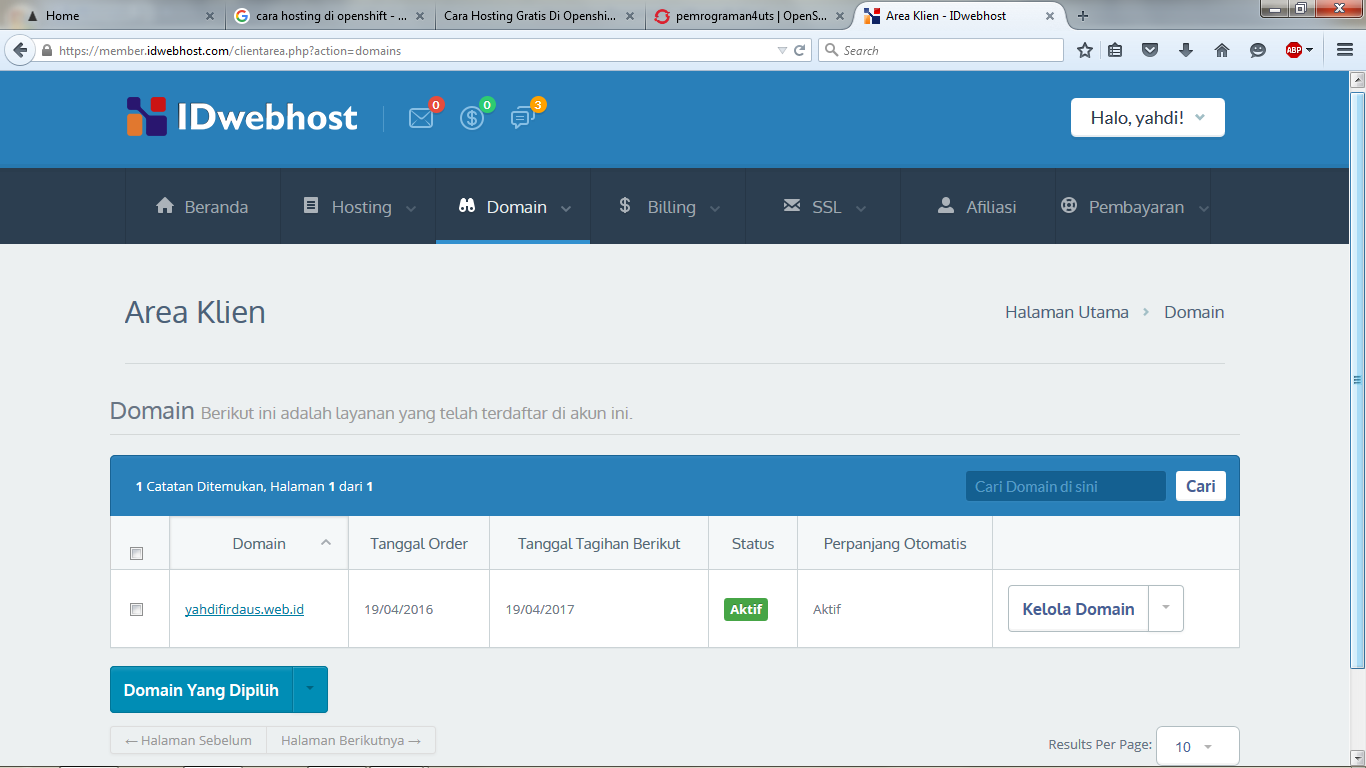 Home
cara hosting di openshift - ...
Cara Hosting Gratis Di Openshi...
pemrograman4uts | OpenS...
Area Klien - IDwebhost
https://member.idwebhost.com/clientarea.php?action=domains
Search
ABP
IDwebhost
0
0
3
Halo, yahdi!
Beranda
Hosting
Domain
Billing
SSL
Afiliasi
Pembayaran
Area Klien
Halaman Utama > Domain
Domain Berikut ini adalah layanan yang telah terdaftar di akun ini.
1 Catatan Ditemukan, Halaman 1 dari 1
Cari Domain di sini
Cari
Domain
Tanggal Order
Tanggal Tagihan Berikut
Status
Perpanjang Otomatis
yahdifirdaus.web.id
19/04/2016
19/04/2017
Aktif
Aktif
Kelola Domain
Domain Yang Dipilih
← Halaman Sebelum
Halaman Berikutnya →
Results Per Page:
10